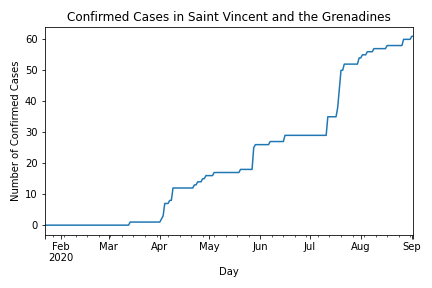 Confirmed Cases in Saint Vincent and the Grenadines
Number of Confirmed Cases
60
50
40
30
20
10
0
Feb
2020
Mar
Apr
May
Jun
Jul
Aug
Sep
Day